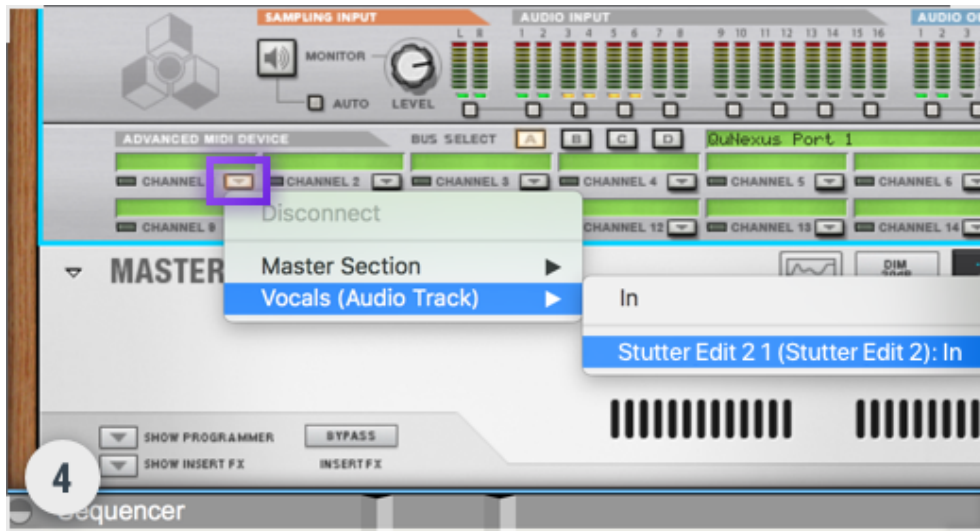 SAMPLING INPUT
AUDIO INPUT
AUDIO
L R
1 2 3 4 5 6 7 8
9 10 11 12 13 14 15 16
1 2 3
MONITOR
AUTO
LEVEL
ADVANCED MIDI DEVICE
BUS SELECT
A
B
C
D
QuNexus Port 1
CHANNEL
CHANNEL 2
CHANNEL 3
CHANNEL 4
CHANNEL 5
CHANNEL 6
CHANNEL 9
CHANNEL 12
CHANNEL 13
CHANNEL 14
Disconnect
MASTER
Master Section
DIM
Vocals (Audio Track)
In
Stutter Edit 2 1 (Stutter Edit 2): In
SHOW PROGRAMMER
BYPASS
SHOW INSERT FX
INSERT FX
4
Sequencer